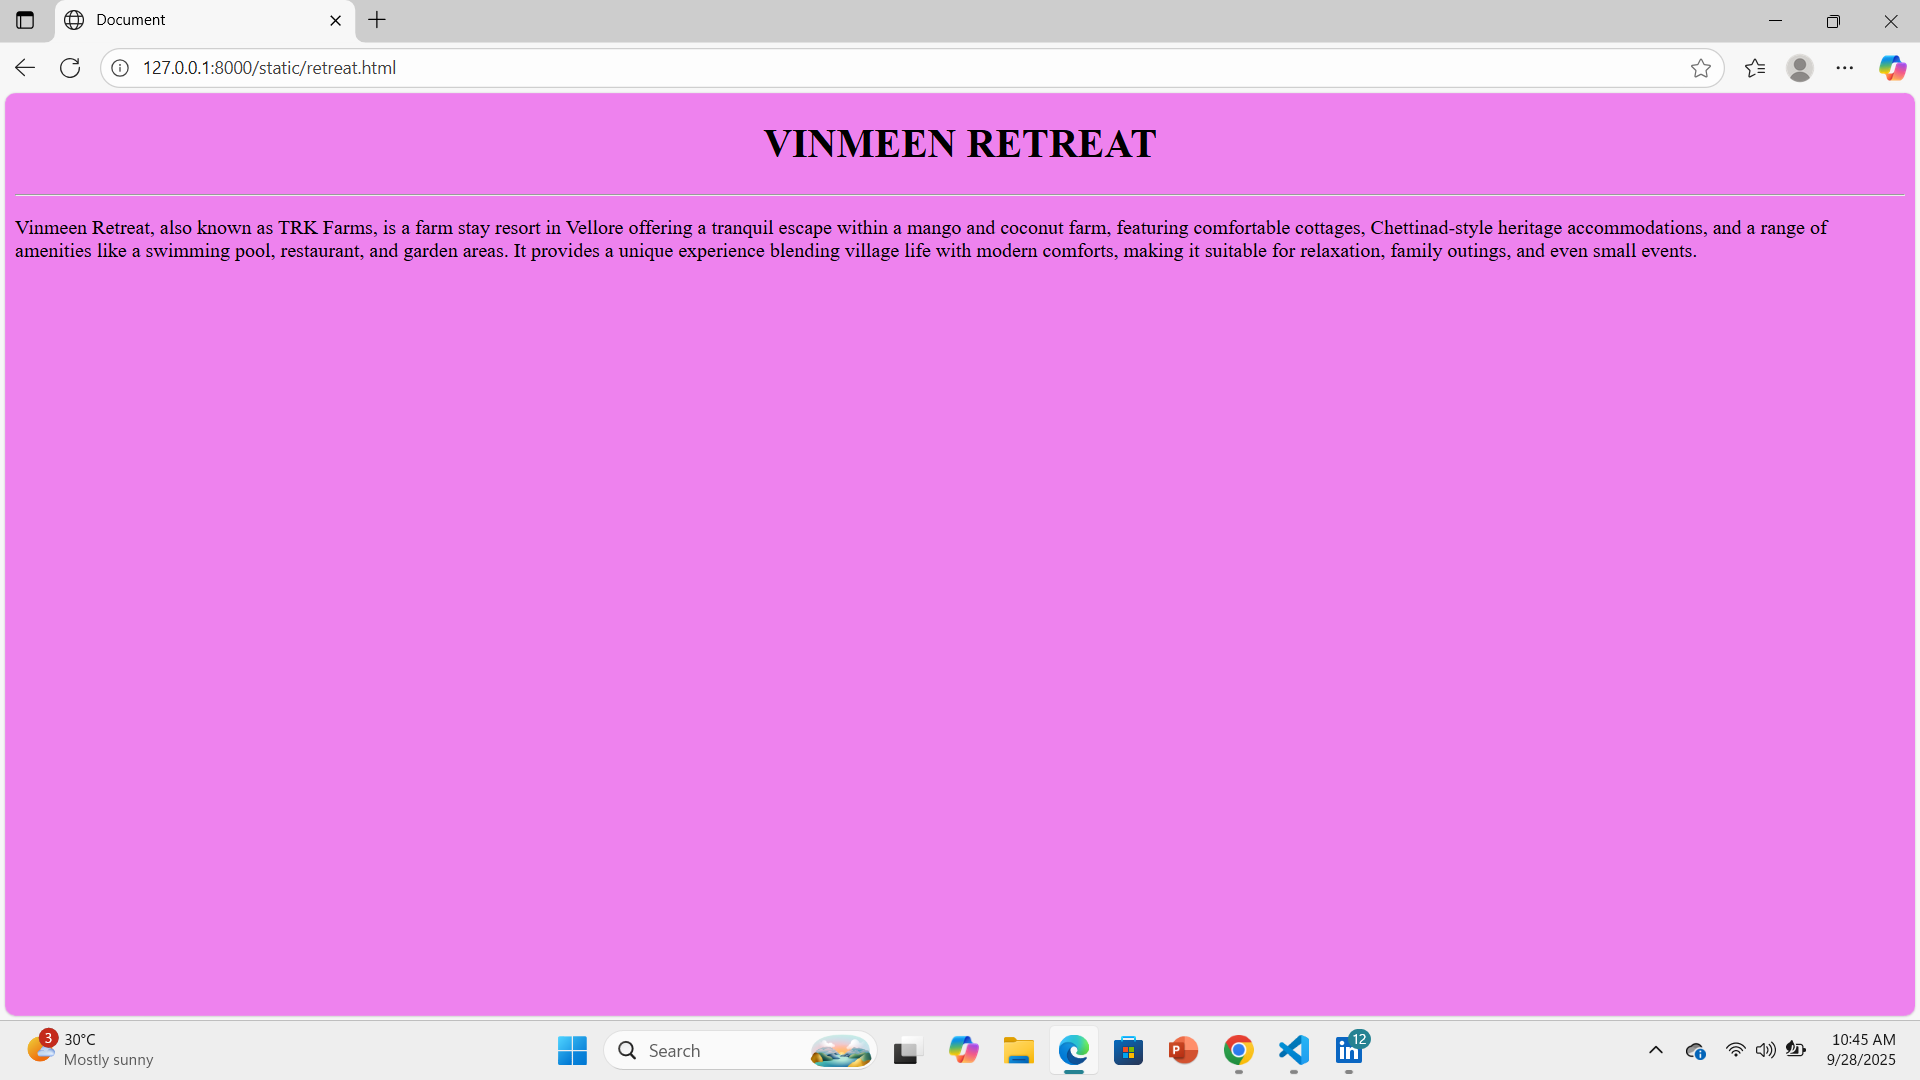 Document
127.0.0.1:8000/static/retreat.html
VINMEEN RETREAT
Vinmeen Retreat, also known as TRK Farms, is a farm stay resort in Vellore offering a tranquil escape within a mango and coconut farm, featuring comfortable cottages, Chettinad-style heritage accommodations, and a range of
amenities like a swimming pool, restaurant, and garden areas. It provides a unique experience blending village life with modern comforts, making it suitable for relaxation, family outings, and even small events.
3
30°C
Mostly sunny
Search
P
in
12
10:45 AM
9/28/2025